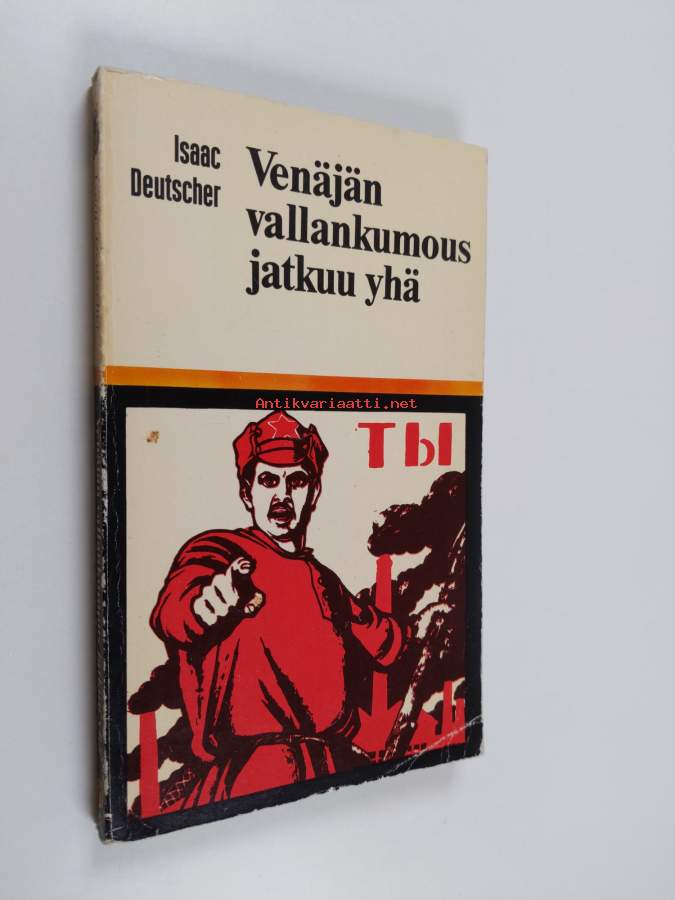 Isaac
Deutscher
Venäjän
vallankumous
jatkuu yhä
Antikvariaatti.net
ТЫ